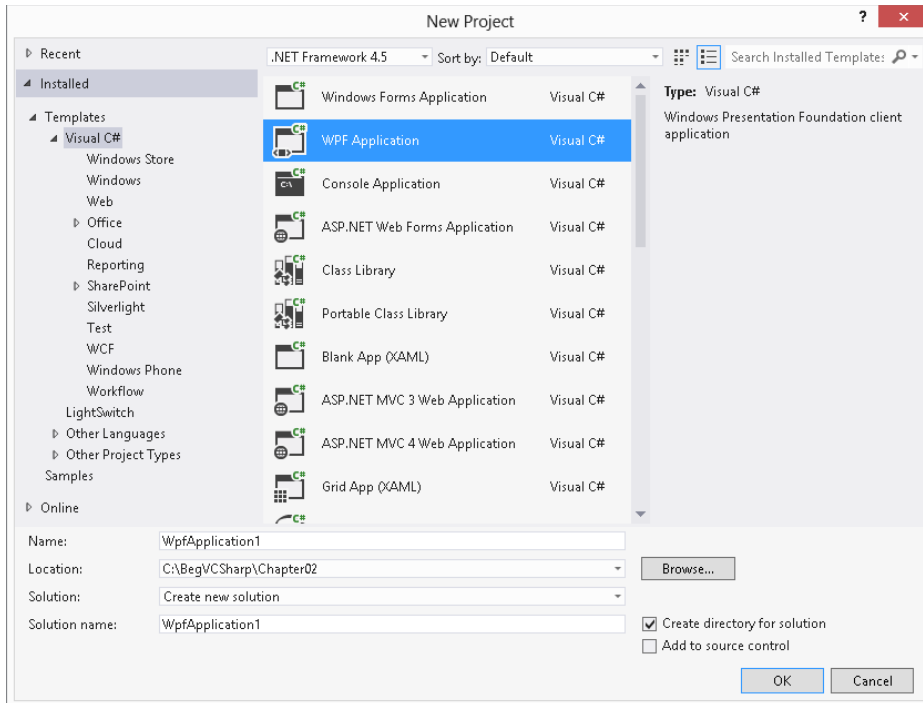 New Project
?
×
Recent
.NET Framework 4.5
Sort by: Default
Search Installed Template:
Installed
Templates
Visual C#
Windows Store
Windows
Web
Office
Cloud
Reporting
SharePoint
Silverlight
Test
WCF
Windows Phone
Workflow
LightSwitch
Other Languages
Other Project Types
Samples
Online
C# Windows Forms Application Visual C#
C# WPF Application Visual C#
C# C:\ Console Application Visual C#
C# ASP.NET Web Forms Application Visual C#
C# Class Library Visual C#
C# Portable Class Library Visual C#
C# Blank App (XAML) Visual C#
C# ASP.NET MVC 3 Web Application Visual C#
C# ASP.NET MVC 4 Web Application Visual C#
C# Grid App (XAML) Visual C#
C#
Type: Visual C#
Windows Presentation Foundation client
application
Name: WpfApplication1
Location: C:\BegVCSharp\Chapter02
Browse...
Solution: Create new solution
Solution name: WpfApplication1
Create directory for solution
Add to source control
OK
Cancel